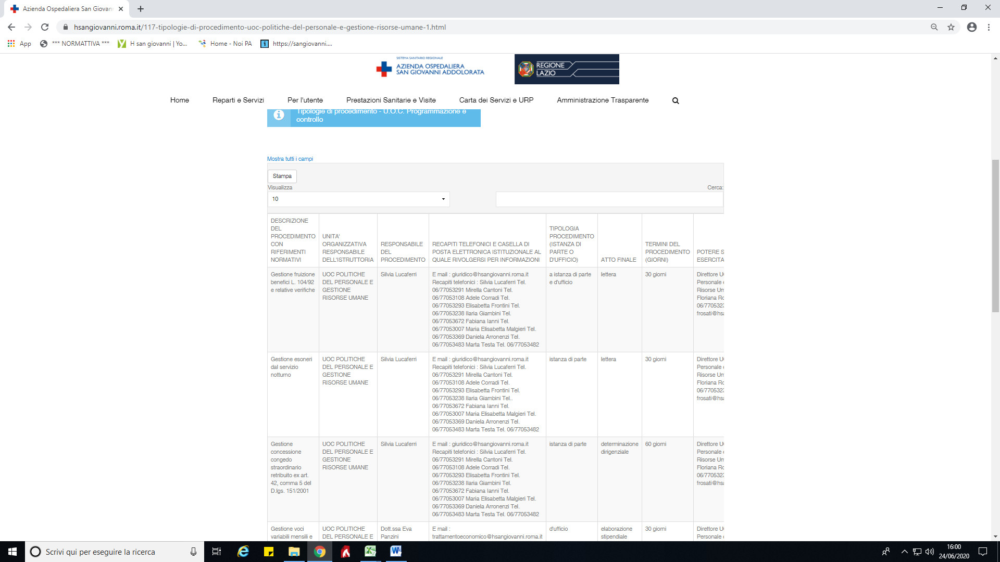 Azienda Ospedaliera San Giovan
hsangiovanni.roma.it/117-tipologie-di-procedimento-uoc-politiche-del-personale-e-gestione-risorse-umane-1.html
App
*** NORMATTIVA ***
H san giovanni | Yo...
Home - Noi PA
https://sangiovanni....
SISTEMA SANITARIO REGIONALE
AZIENDA OSPEDALIERA
SAN GIOVANNI ADDOLORATA
REGIONE
LAZIO
Home Reparti e Servizi Per l'utente Prestazioni Sanitarie e Visite Carta dei Servizi e URP Amministrazione Trasparente
Tipologie di procedimento - U.O.C. Programmazione e
controllo
Mostra tutti i campi
Stampa
Visualizza
Cerca:
10
DESCRIZIONE
DEL
PROCEDIMENTO
CON
RIFERIMENTI
NORMATIVI
UNITA'
ORGANIZZATIVA
RESPONSABILE
DELL'ISTRUTTORIA
RESPONSABILE
DEL
PROCEDIMENTO
RECAPITI TELEFONICI E CASELLA DI
POSTA ELETTRONICA ISTITUZIONALE AL
QUALE RIVOLGERSI PER INFORMAZIONI
TIPOLOGIA
PROCEDIMENTO
(ISTANZA DI
PARTE O
D'UFFICIO)
ATTO FINALE
TERMINI DEL
PROCEDIMENTO
(GIORNI)
POTERE S
ESERCITA
Gestione fruizione
benefici L. 104/92
e relative verifiche
UOC POLITICHE
DEL PERSONALE E
GESTIONE
RISORSE UMANE
Silvia Lucaferri
E mail : giuridico@hsangiovanni.roma.it
Recapiti telefonici : Silvia Lucaferri Tel.
06/77053291 Mirella Cantoni Tel.
06/77053108 Adele Corradi Tel.
06/77053293 Elisabetta Frontini Tel.
06/77053238 Ilaria Giambini Tel.
06/77053672 Fabiana Ianni Tel.
06/77053007 Maria Elisabetta Malgieri Tel.
06/77053369 Daniela Arronenzi Tel.
06/77053483 Marta Testa Tel. 06/77053482
a istanza di parte
e d'ufficio
lettera
30 giorni
Direttore U
Personale e
Risorse Um
Floriana Ro
06/7705323
frosati@hsa
Gestione esoneri
dal servizio
notturno
UOC POLITICHE
DEL PERSONALE E
GESTIONE
RISORSE UMANE
Silvia Lucaferri
E mail : giuridico@hsangiovanni.roma.it
Recapiti telefonici : Silvia Lucaferri Tel.
06/77053291 Mirella Cantoni Tel.
06/77053108 Adele Corradi Tel.
06/77053293 Elisabetta Frontini Tel.
06/77053238 Ilaria Giambini Tel..
06/77053672 Fabiana Ianni Tel.
06/77053007 Maria Elisabetta Malgieri Tel.
06/77053369 Daniela Arronenzi Tel.
06/77053483 Marta Testa Tel. 06/77053482
istanza di parte
lettera
30 giorni
Direttore U
Personale e
Risorse Um
Floriana Ro
06/7705323
frosati@hsa
Gestione
concessione
congedo
straordinario
retribuito ex art.
42, comma 5 del
D.lgs. 151/2001
UOC POLITICHE
DEL PERSONALE E
GESTIONE
RISORSE UMANE
Silvia Lucaferri
E mail : giuridico@hsangiovanni.roma.it
Recapiti telefonici : Silvia Lucaferri Tel.
06/77053291 Mirella Cantoni Tel.
06/77053108 Adele Corradi Tel.
06/77053293 Elisabetta Frontini Tel.
06/77053238 Ilaria Giambini Tel.
06/77053672 Fabiana Ianni Tel.
06/77053007 Maria Elisabetta Malgieri Tel.
06/77053369 Daniela Arronenzi Tel.
06/77053483 Marta Testa Tel. 06/77053482
istanza di parte
determinazione
dirigenziale
60 giorni
Direttore U
Personale e
Risorse Um
Floriana Ro
06/7705323
frosati@hsa
Gestione voci
variabili mensili e
UOC POLITICHE
DEL PERSONALE E
Dott.ssa Eva
Panzini
E mail :
trattamentoeconomico@hsangiovanni.roma.it
d'ufficio
elaborazione
stipendiale
30 giorni
Direttore U
Personale e
Scrivi qui per eseguire la ricerca
16:00
24/06/2020